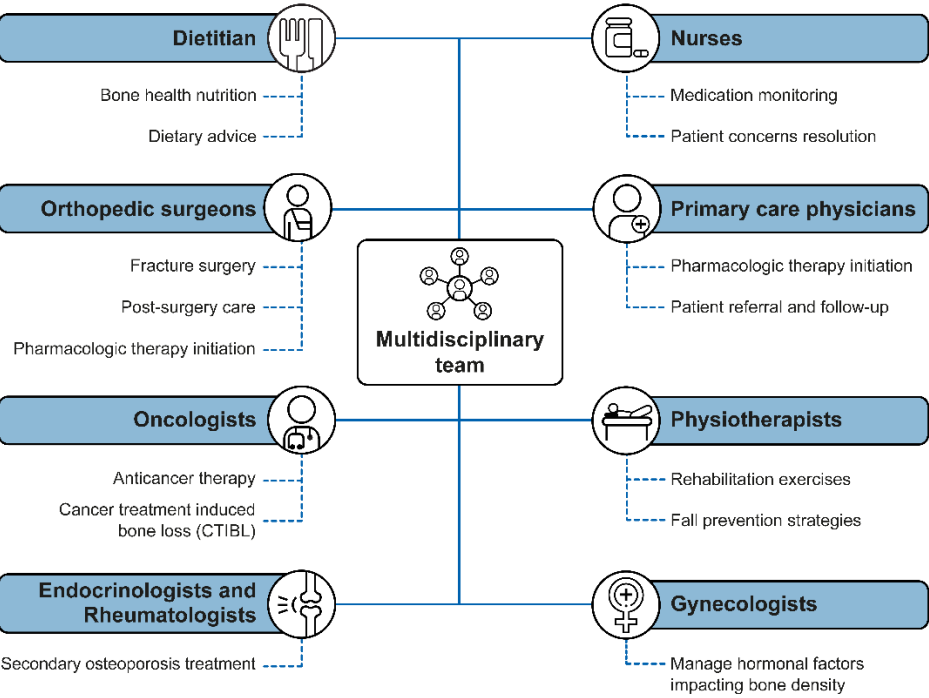 Dietitian
Bone health nutrition
Dietary advice
Nurses
Medication monitoring
Patient concerns resolution
Orthopedic surgeons
Fracture surgery
Post-surgery care
Pharmacologic therapy initiation
Primary care physicians
Pharmacologic therapy initiation
Patient referral and follow-up
Multidisciplinary
team
Oncologists
Anticancer therapy
Cancer treatment induced
bone loss (CTIBL)
Physiotherapists
Rehabilitation exercises
Fall prevention strategies
Endocrinologists and
Rheumatologists
Secondary osteoporosis treatment
Gynecologists
Manage hormonal factors
impacting bone density